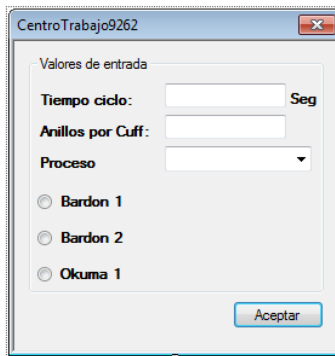 CentroTrabajo9262
Valores de entrada
Tiempo ciclo: Seg
Anillos por Cuff:
Proceso
Bardon 1
Bardon 2
Okuma 1
Aceptar